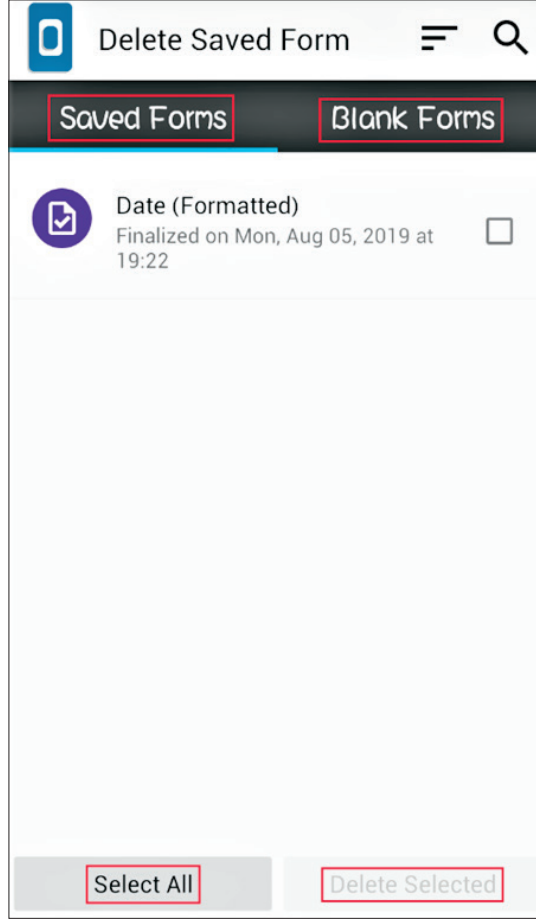 Delete Saved Form
Saved Forms
Blank Forms
Date (Formatted)
Finalized on Mon, Aug 05, 2019 at
19:22
Select All
Delete Selected